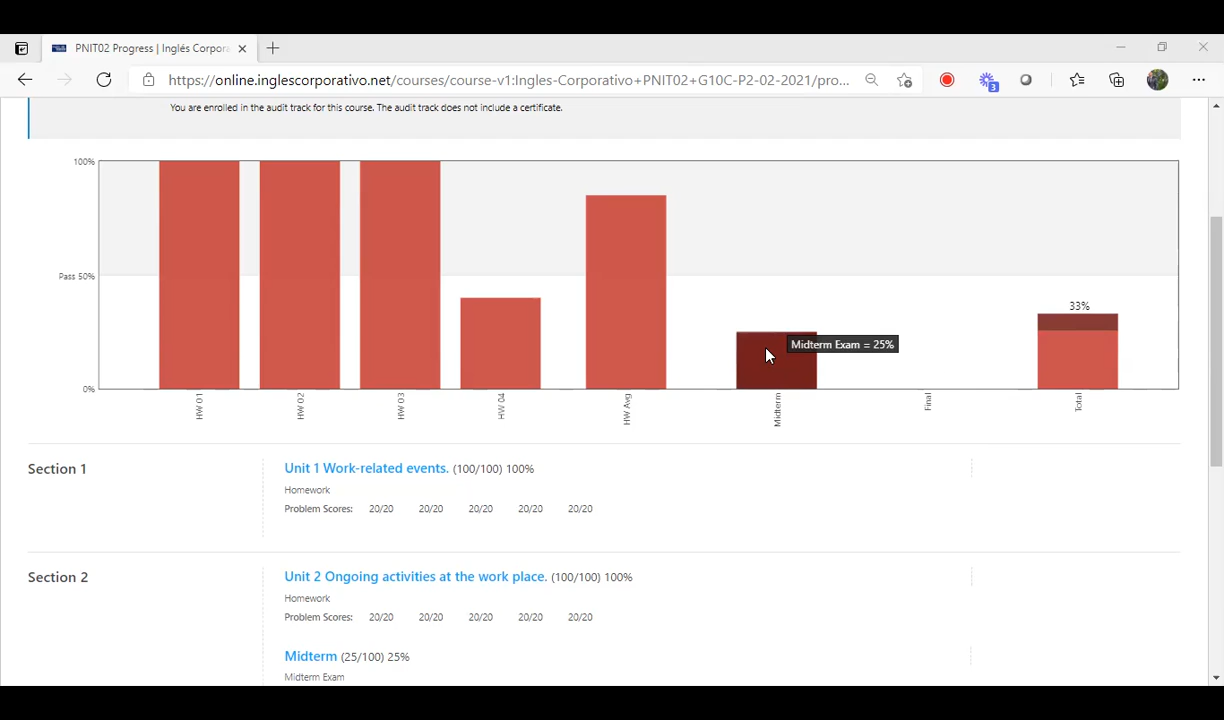 PNIT02 Progress | Inglés Corpora
https://online.inglescorporativo.net/courses/course-v1:Ingles-Corporativo+PNIT02+G10C-P2-02-2021/pro...
3
You are enrolled in the audit track for this course. The audit track does not include a certificate.
100%
Pass 50%
33%
Midterm Exam = 25%
0%
HW 01
HW 02
HW 03
HW 04
HW Avg
Midterm
Final
Total
Section 1
Unit 1 Work-related events. (100/100) 100%
Homework
Problem Scores: 20/20 20/20 20/20 20/20 20/20
Section 2
Unit 2 Ongoing activities at the work place. (100/100) 100%
Homework
Problem Scores: 20/20 20/20 20/20 20/20 20/20
Midterm (25/100) 25%
Midterm Exam